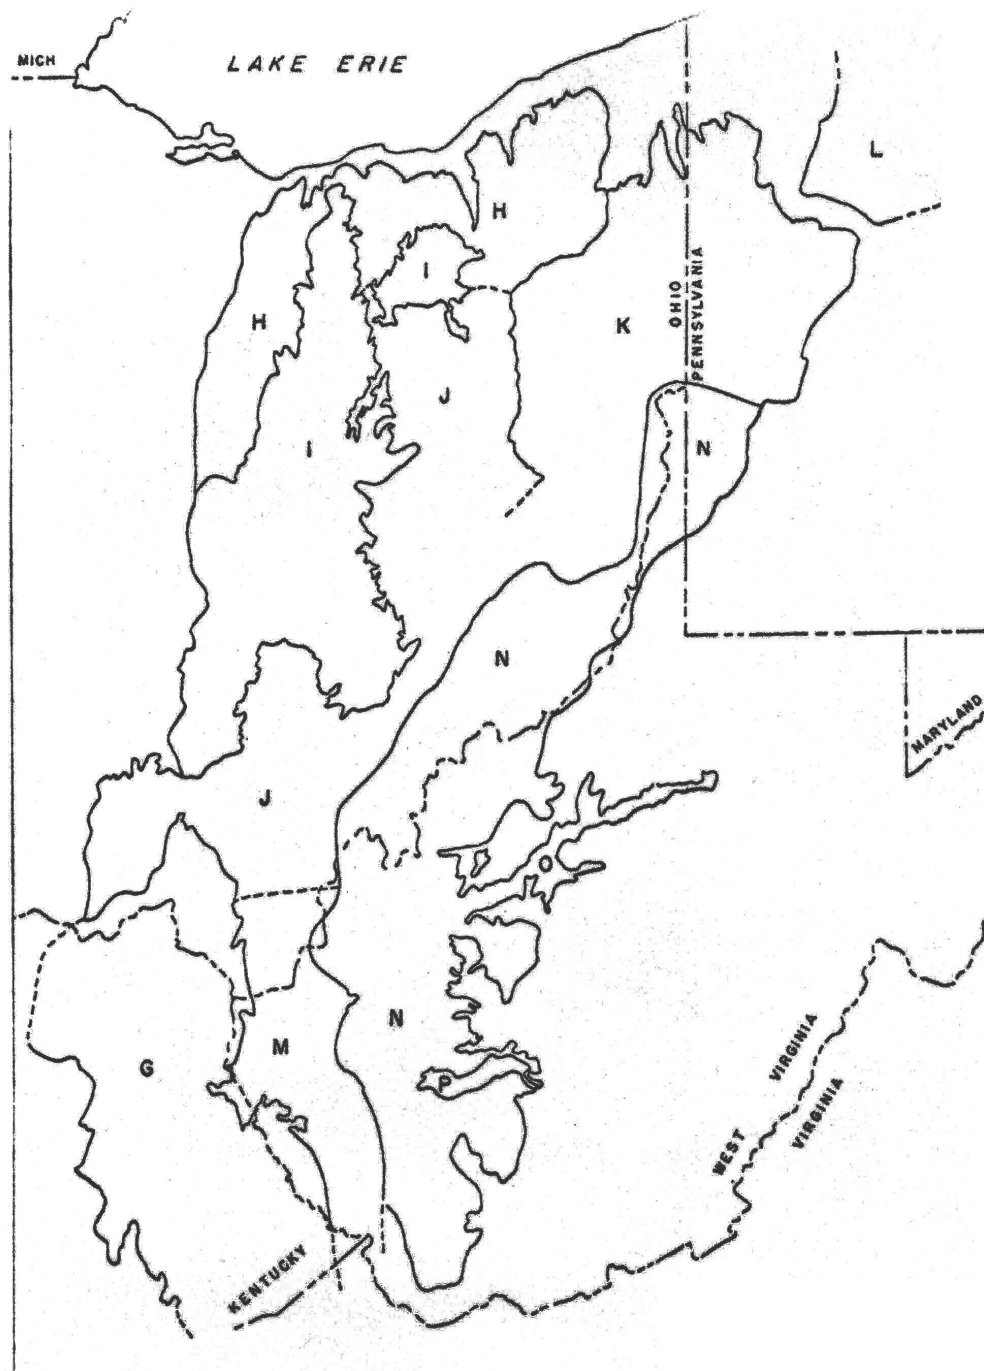 MICH
LAKE ERIE
L
H
I
H
OHIO
PENNSYLVANIA
K
J
I
N
N
MARYLAND
J
O
N
M
G
P
WEST VIRGINIA
VIRGINIA
KENTUCKY